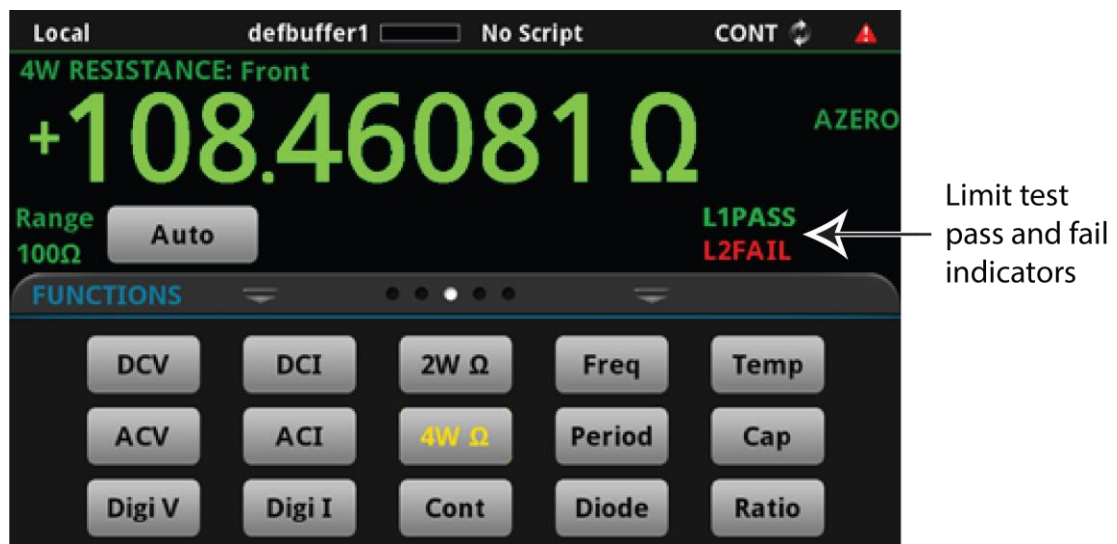 Local defbuffer1 No Script CONT
4W RESISTANCE: Front
+108.46081 Ω
AZERO
Range
100Ω
Auto
L1PASS
L2FAIL
Limit test
pass and fail
indicators
FUNCTIONS
DCV DCI 2W Ω Freq Temp
ACV ACI 4W Ω Period Cap
Digi V Digi I Cont Diode Ratio